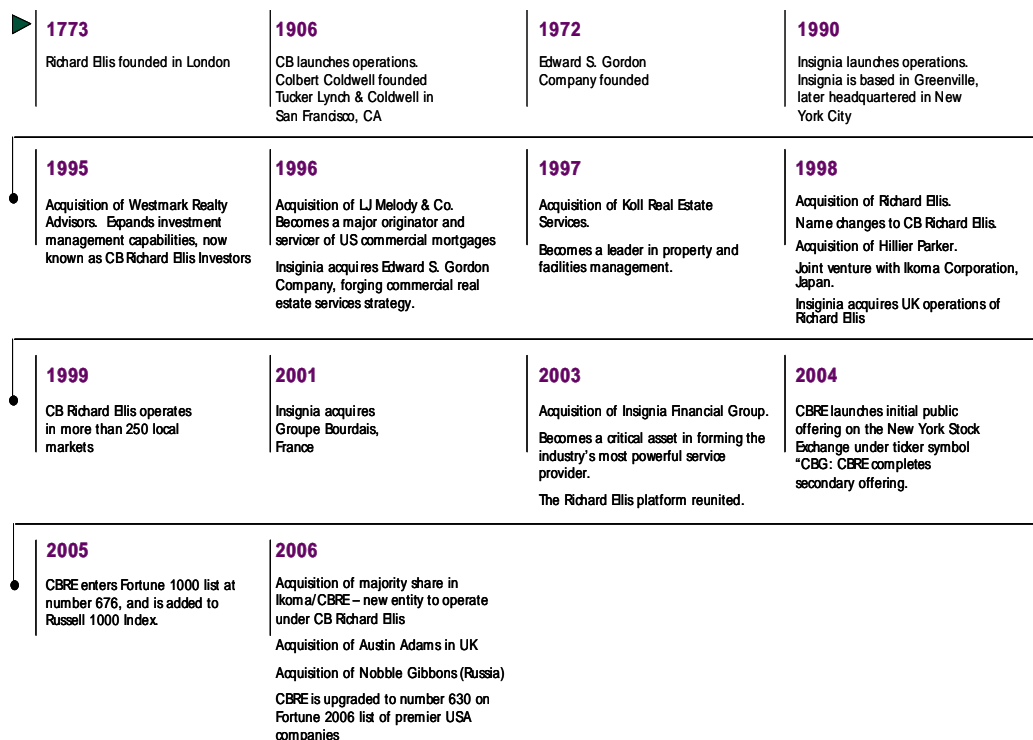 1773
Richard Ellis founded in London
1906
CB launches operations.
Colbert Coldwell founded
Tucker Lynch & Coldwell in
San Francisco, CA
1972
Edward S. Gordon
Company founded
1990
Insignia launches operations.
Insignia is based in Greenville,
later headquartered in New
York City
1995
Acquisition of Westmark Realty
Advisors. Expands investment
management capabilities, now
known as CB Richard Ellis Investors
1996
Acquisition of LJ Melody & Co.
Becomes a major originator and
servicer of US commercial mortgages
Insiginia acquires Edward S. Gordon
Company, forging commercial real
estate services strategy.
1997
Acquisition of Koll Real Estate
Services.
Becomes a leader in property and
facilities management.
1998
Acquisition of Richard Ellis.
Name changes to CB Richard Ellis.
Acquisition of Hillier Parker.
Joint venture with Ikoma Corporation,
Japan.
Insiginia acquires UK operations of
Richard Ellis
1999
CB Richard Ellis operates
in more than 250 local
markets
2001
Insignia acquires
Groupe Bourdais,
France
2003
Acquisition of Insignia Financial Group.
Becomes a critical asset in forming the
industry's most powerful service
provider.
The Richard Ellis platform reunited.
2004
CBRE launches initial public
offering on the New York Stock
Exchange under ticker symbol
"CBG: CBRE completes
secondary offering.
2005
CBRE enters Fortune 1000 list at
number 676, and is added to
Russell 1000 Index.
2006
Acquisition of majority share in
Ikoma/CBRE – new entity to operate
under CB Richard Ellis
Acquisition of Austin Adams in UK
Acquisition of Nobble Gibbons (Russia)
CBRE is upgraded to number 630 on
Fortune 2006 list of premier USA
companies